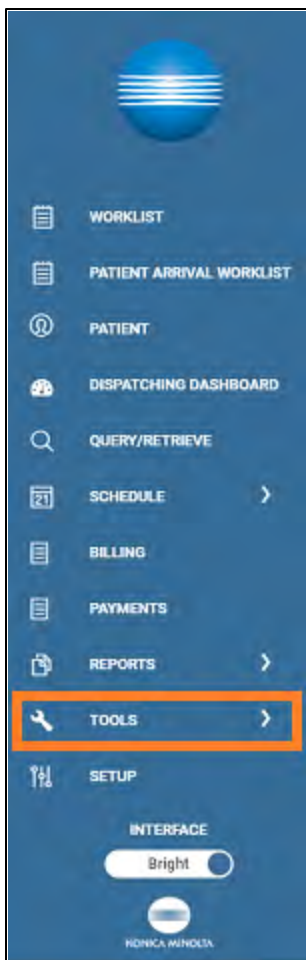 WORKLIST
PATIENT ARRIVAL WORKLIST
PATIENT
DISPATCHING DASHBOARD
QUERY/RETRIEVE
21 SCHEDULE
BILLING
PAYMENTS
REPORTS
TOOLS
SETUP
INTERFACE
Bright
KONICA MINOLTA